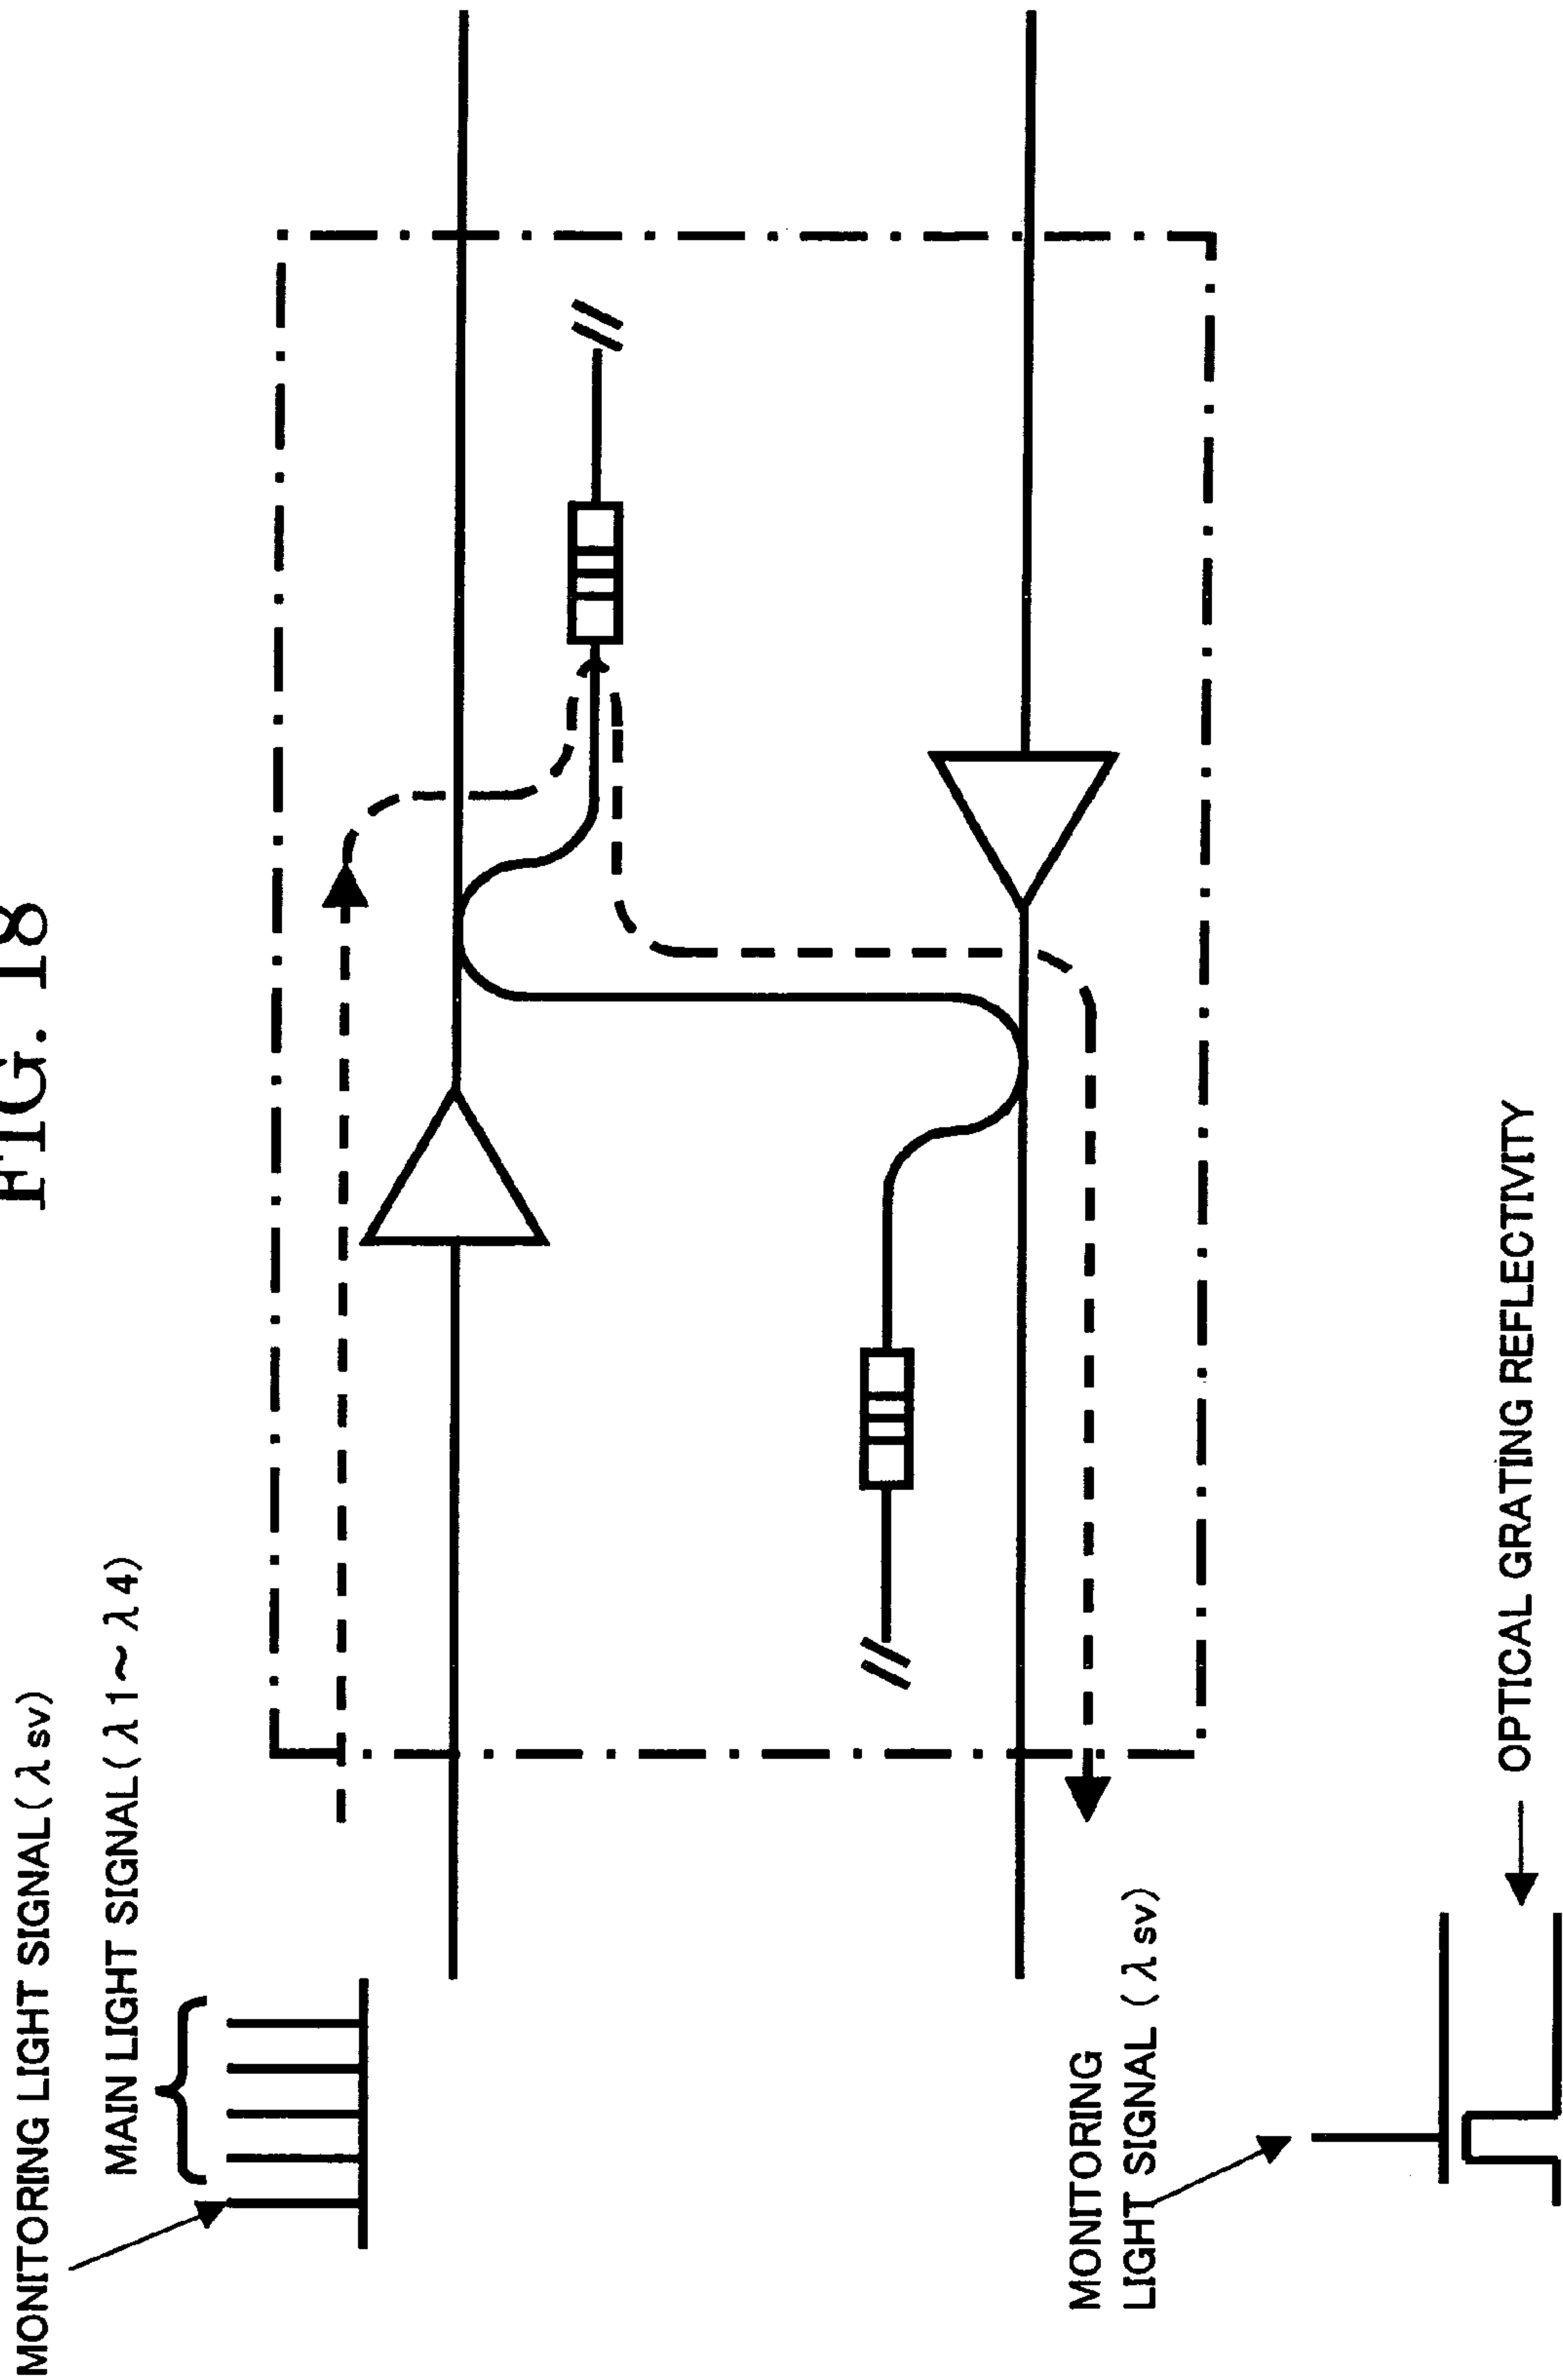 FIG. 18
MONITORING LIGHT SIGNAL(λsv)
MAIN LIGHT SIGNAL(λ1~λ4)
MONITORING
LIGHT SIGNAL (λsv)
OPTICAL GRATING REFLECTIVITY